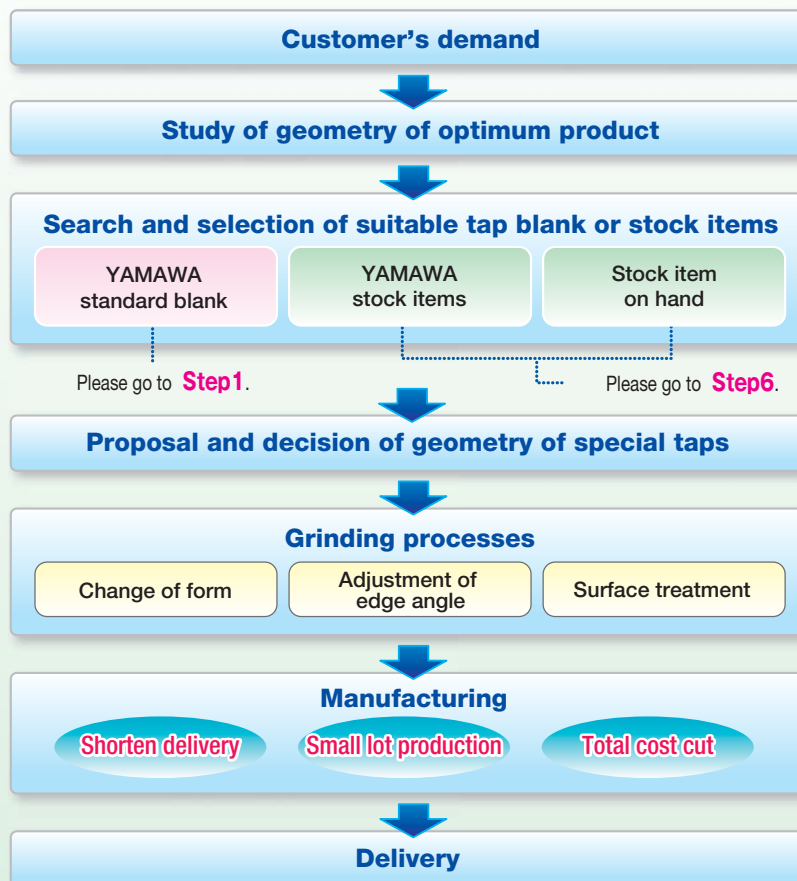 Customer's demand
Study of geometry of optimum product
Search and selection of suitable tap blank or stock items
YAMAWA
standard blank
YAMAWA
stock items
Stock item
on hand
Please go to Step1.
Please go to Step6.
Proposal and decision of geometry of special taps
Grinding processes
Change of form
Adjustment of
edge angle
Surface treatment
Manufacturing
Shorten delivery
Small lot production
Total cost cut
Delivery